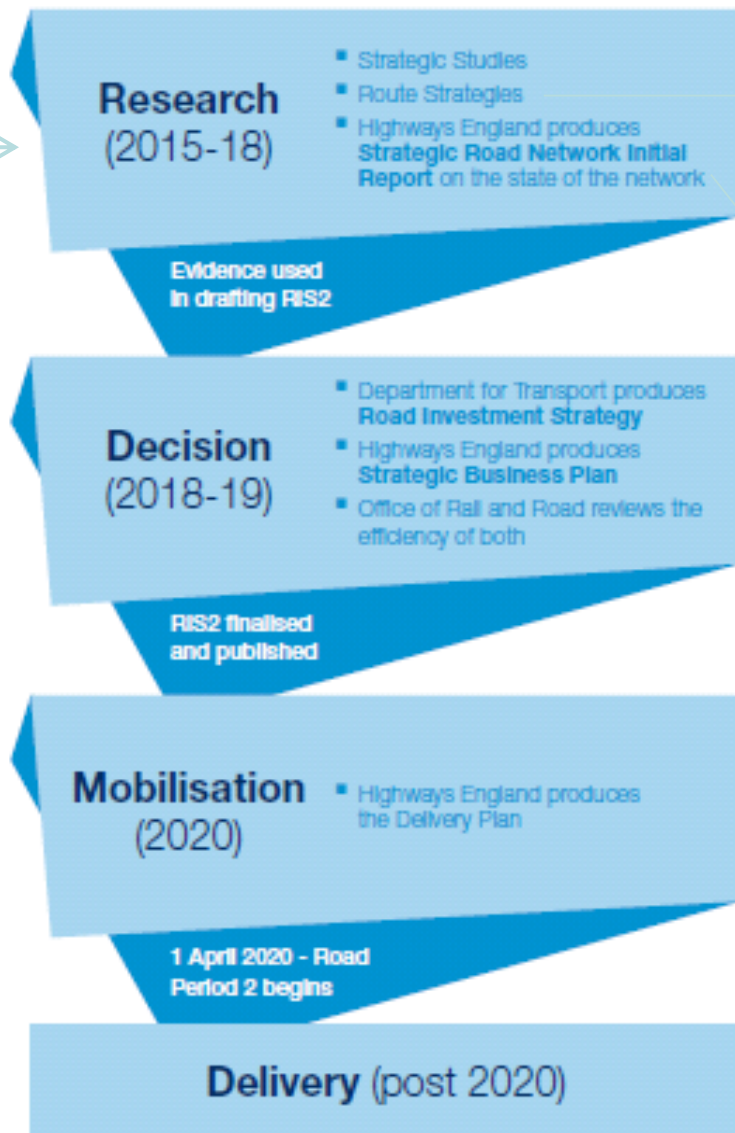 Research
(2015-18)
Strategic Studies
Route Strategies
Highways England produces
Strategic Road Network Initial
Report on the state of the network
Evidence used
in drafting RIS2
Decision
(2018-19)
Department for Transport produces
Road Investment Strategy
Highways England produces
Strategic Business Plan
Office of Rail and Road reviews the
efficiency of both
RIS2 finalised
and published
Mobilisation
(2020)
Highways England produces
the Delivery Plan
1 April 2020 - Road
Period 2 begins
Delivery (post 2020)